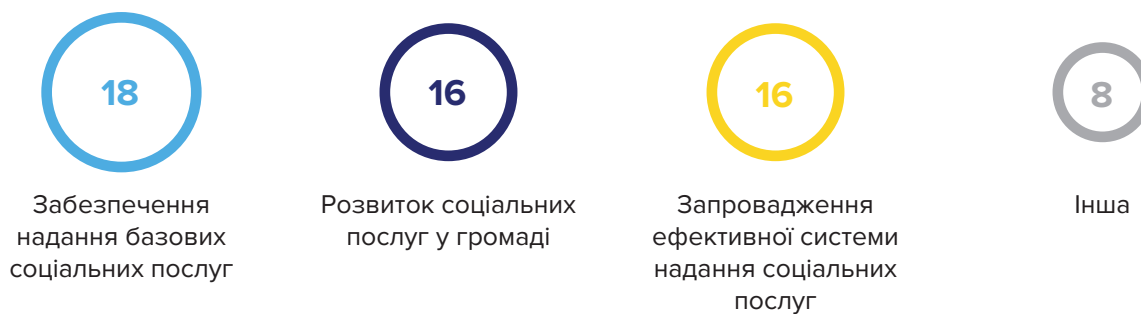 18
Забезпечення
надання базових
соціальних послуг
16
Розвиток соціальних
послуг у громаді
16
Запровадження
ефективної системи
надання соціальних
послуг
8
Інша